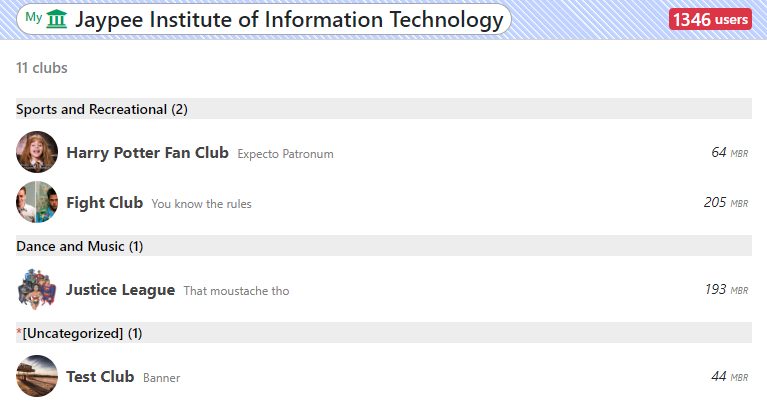 My Jaypee Institute of Information Technology 1346 users
11 clubs
Sports and Recreational (2)
Harry Potter Fan Club Expecto Patronum 64 MBR
Fight Club You know the rules 205 MBR
Dance and Music (1)
Justice League That moustache tho 193 MBR
*[Uncategorized] (1)
Test Club Banner 44 MBR